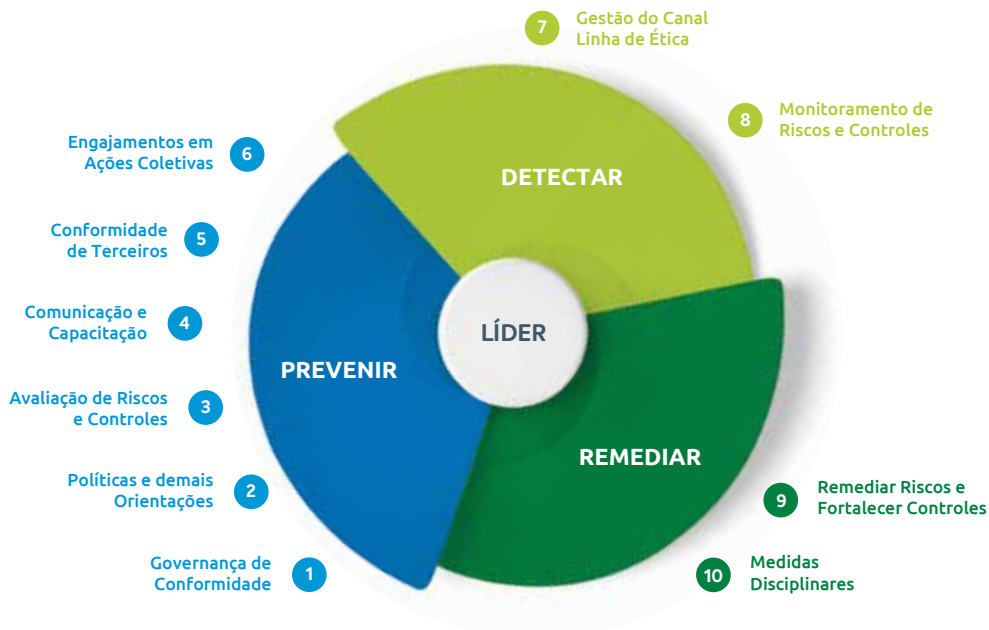 7
Gestão do Canal
Linha de Ética
8
Monitoramento de
Riscos e Controles
DETECTAR
6
Engajamentos em
Ações Coletivas
5
Conformidade
de Terceiros
4
Comunicação e
Capacitação
3
Avaliação de Riscos
e Controles
2
Políticas e demais
Orientações
1
Governança de
Conformidade
PREVENIR
LÍDER
REMEDIAR
9
Remediar Riscos e
Fortalecer Controles
10
Medidas
Disciplinares